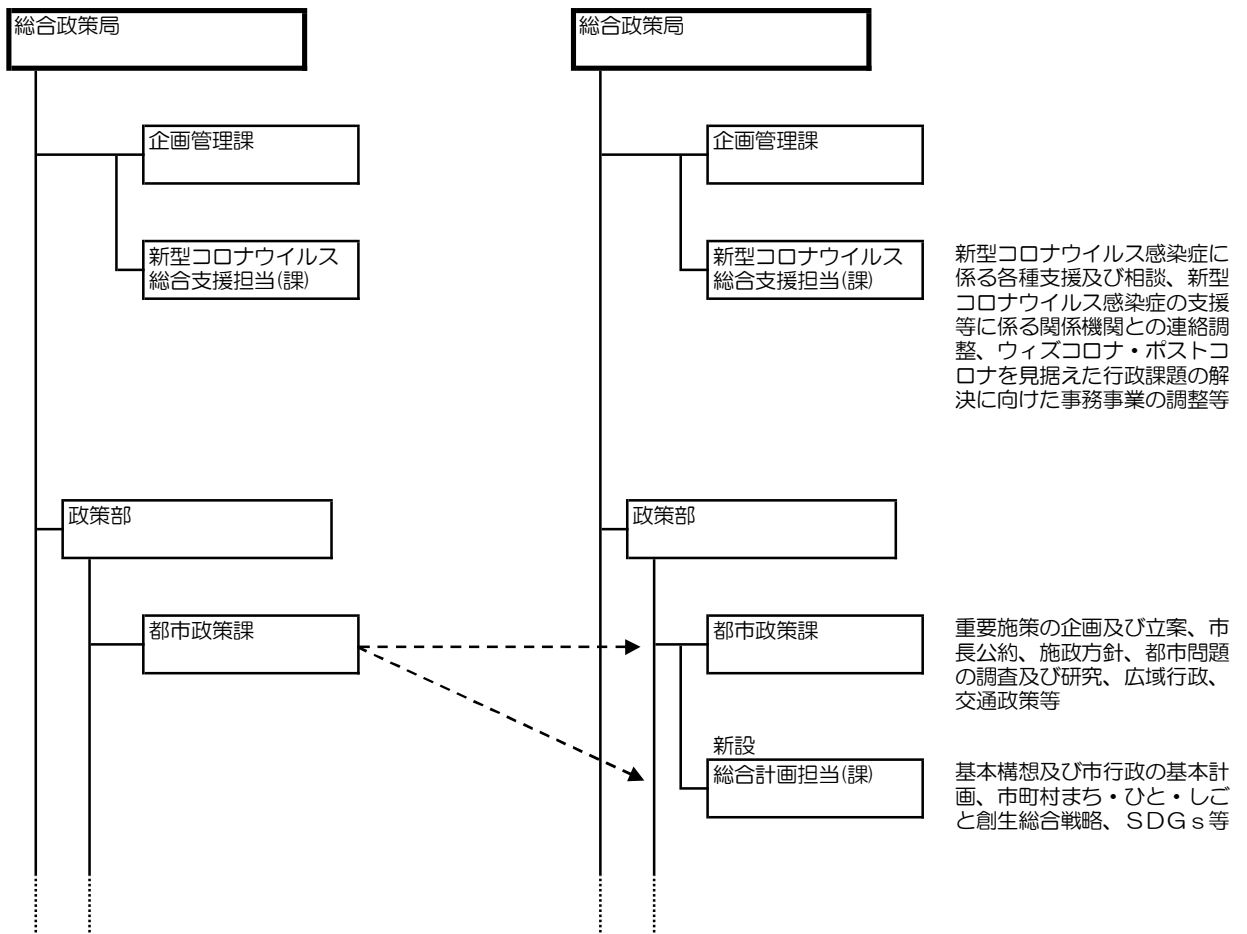 総合政策局
企画管理課
新型コロナウイルス
総合支援担当(課)
政策部
都市政策課
総合政策局
企画管理課
新型コロナウイルス
総合支援担当(課)
新型コロナウイルス感染症に
係る各種支援及び相談、新型
コロナウイルス感染症の支援
等に係る関係機関との連絡調
整、ウィズコロナ・ポストコ
ロナを見据えた行政課題の解
決に向けた事務事業の調整等
政策部
都市政策課
重要施策の企画及び立案、市
長公約、施政方針、都市問題
の調査及び研究、広域行政、
交通政策等
新設
総合計画担当(課)
基本構想及び市行政の基本計
画、市町村まち・ひと・しご
と創生総合戦略、ＳＤＧｓ等